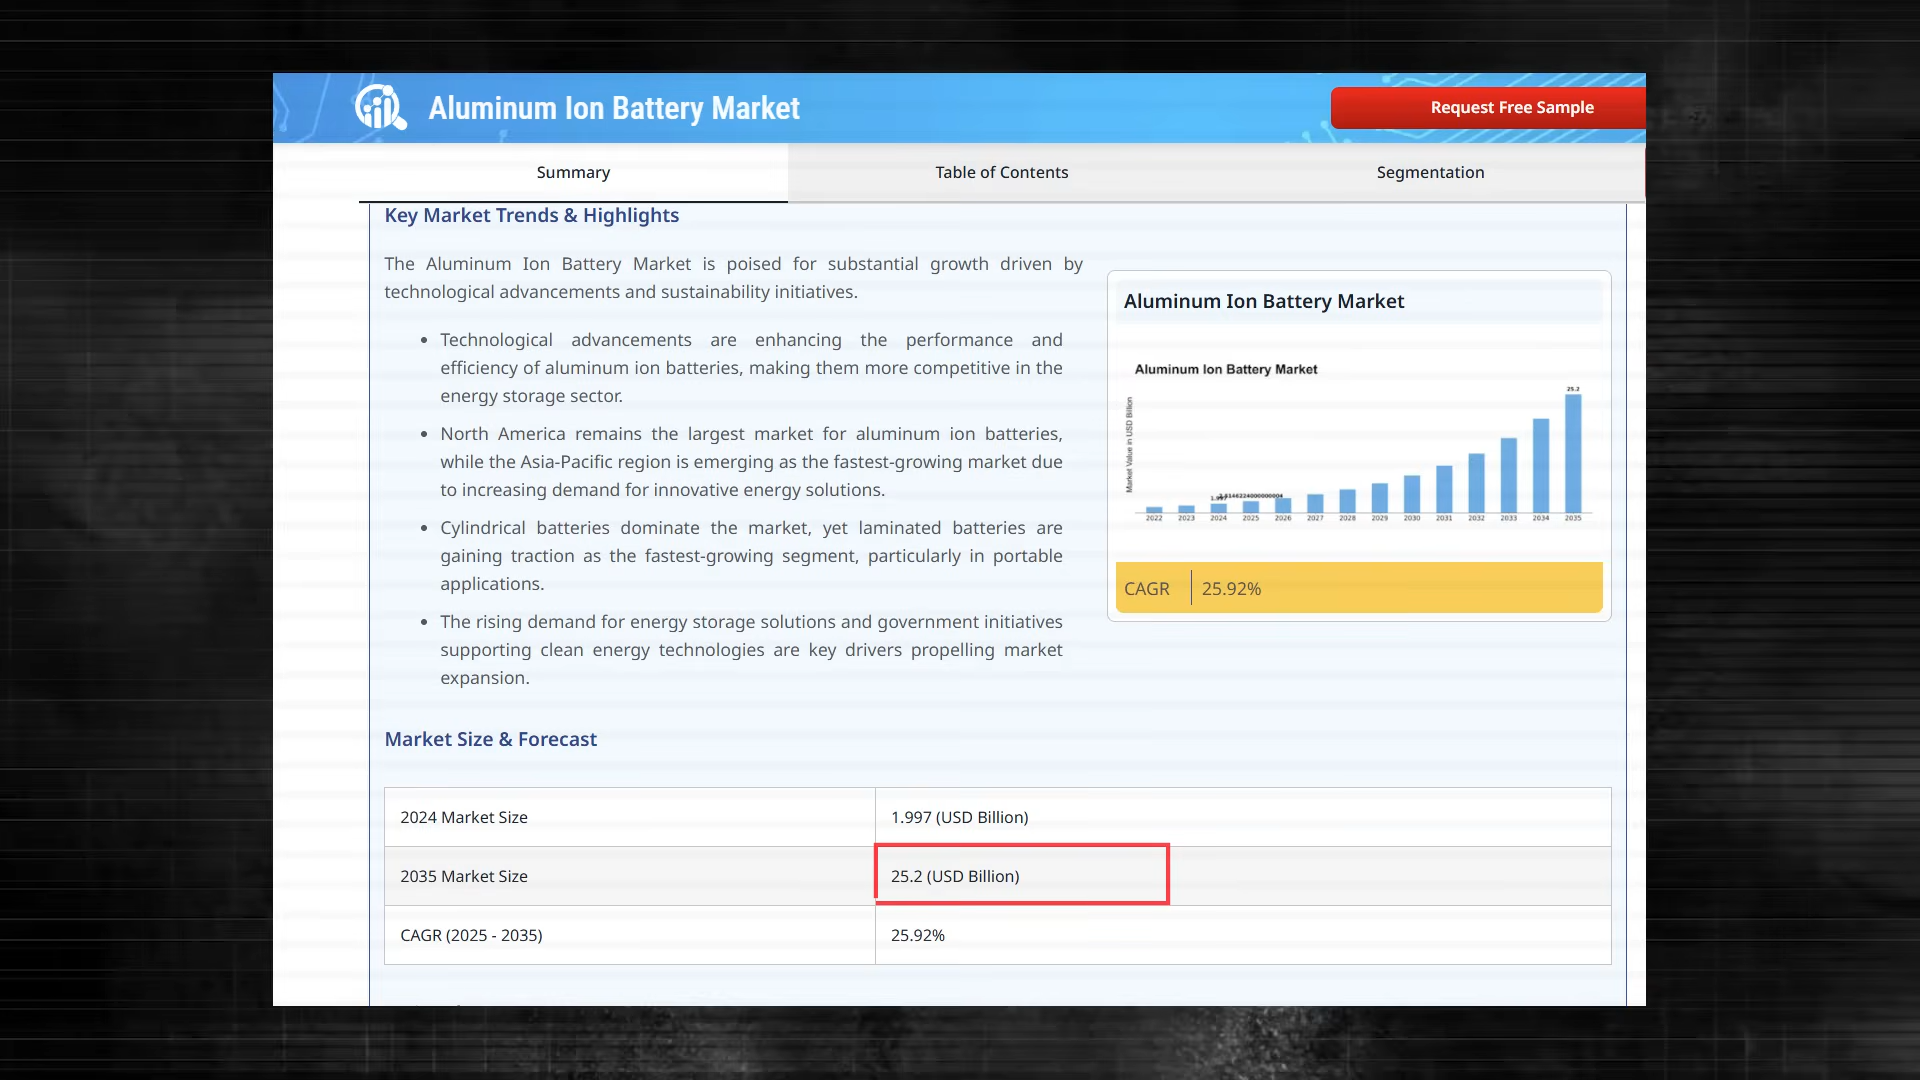 Aluminum Ion Battery Market
Request Free Sample
Summary
Table of Contents
Segmentation
Key Market Trends & Highlights
The Aluminum Ion Battery Market is poised for substantial growth driven by
technological advancements and sustainability initiatives.
• Technological advancements are enhancing the performance and
efficiency of aluminum ion batteries, making them more competitive in the
energy storage sector.
• North America remains the largest market for aluminum ion batteries,
while the Asia-Pacific region is emerging as the fastest-growing market due
to increasing demand for innovative energy solutions.
• Cylindrical batteries dominate the market, yet laminated batteries are
gaining traction as the fastest-growing segment, particularly in portable
applications.
• The rising demand for energy storage solutions and government initiatives
supporting clean energy technologies are key drivers propelling market
expansion.
Aluminum Ion Battery Market
Aluminum Ion Battery Market
Market Value in USD Billion
25.2
2022 2023 2024 2025 2026 2027 2028 2029 2030 2031 2032 2033 2034 2035
CAGR 25.92%
Market Size & Forecast
2024 Market Size 1.997 (USD Billion)
2035 Market Size 25.2 (USD Billion)
CAGR (2025 - 2035) 25.92%